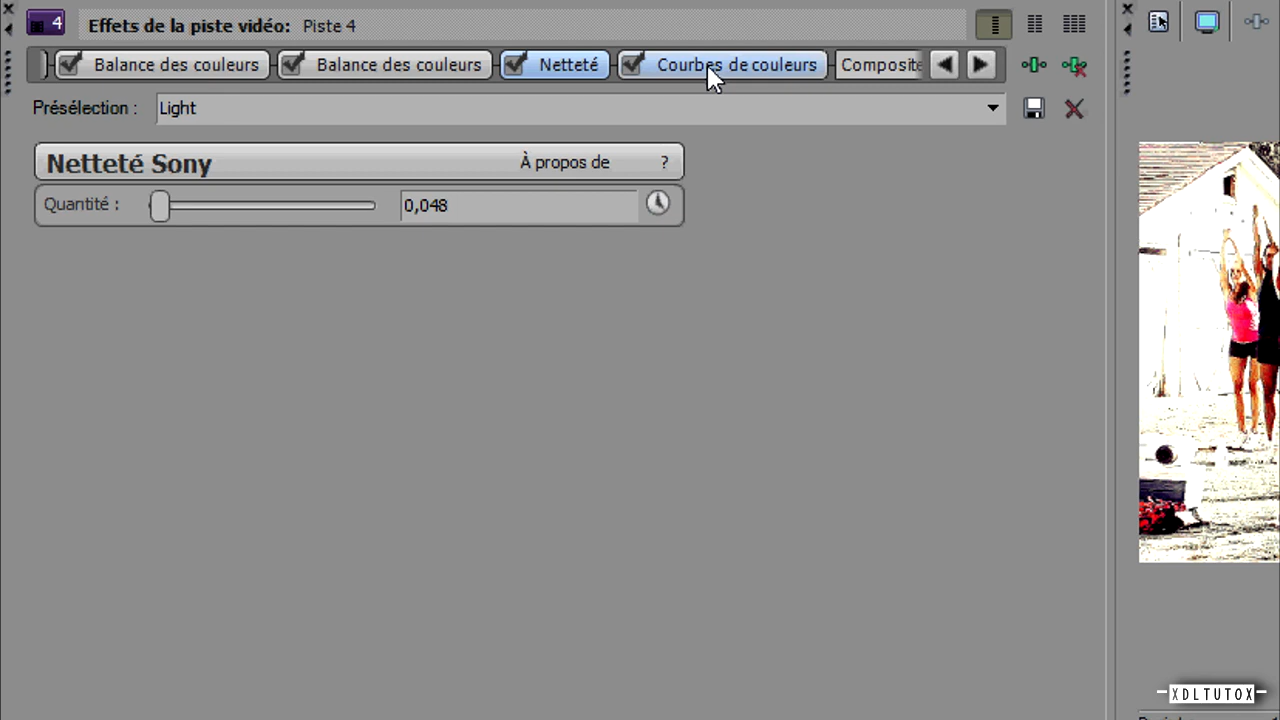 4 Effets de la piste vidéo: Piste 4
Balance des couleurs Balance des couleurs Netteté Courbes de couleurs Composite
Présélection : Light
Netteté Sony À propos de ?
Quantité : 0,048
XDLTUTOX